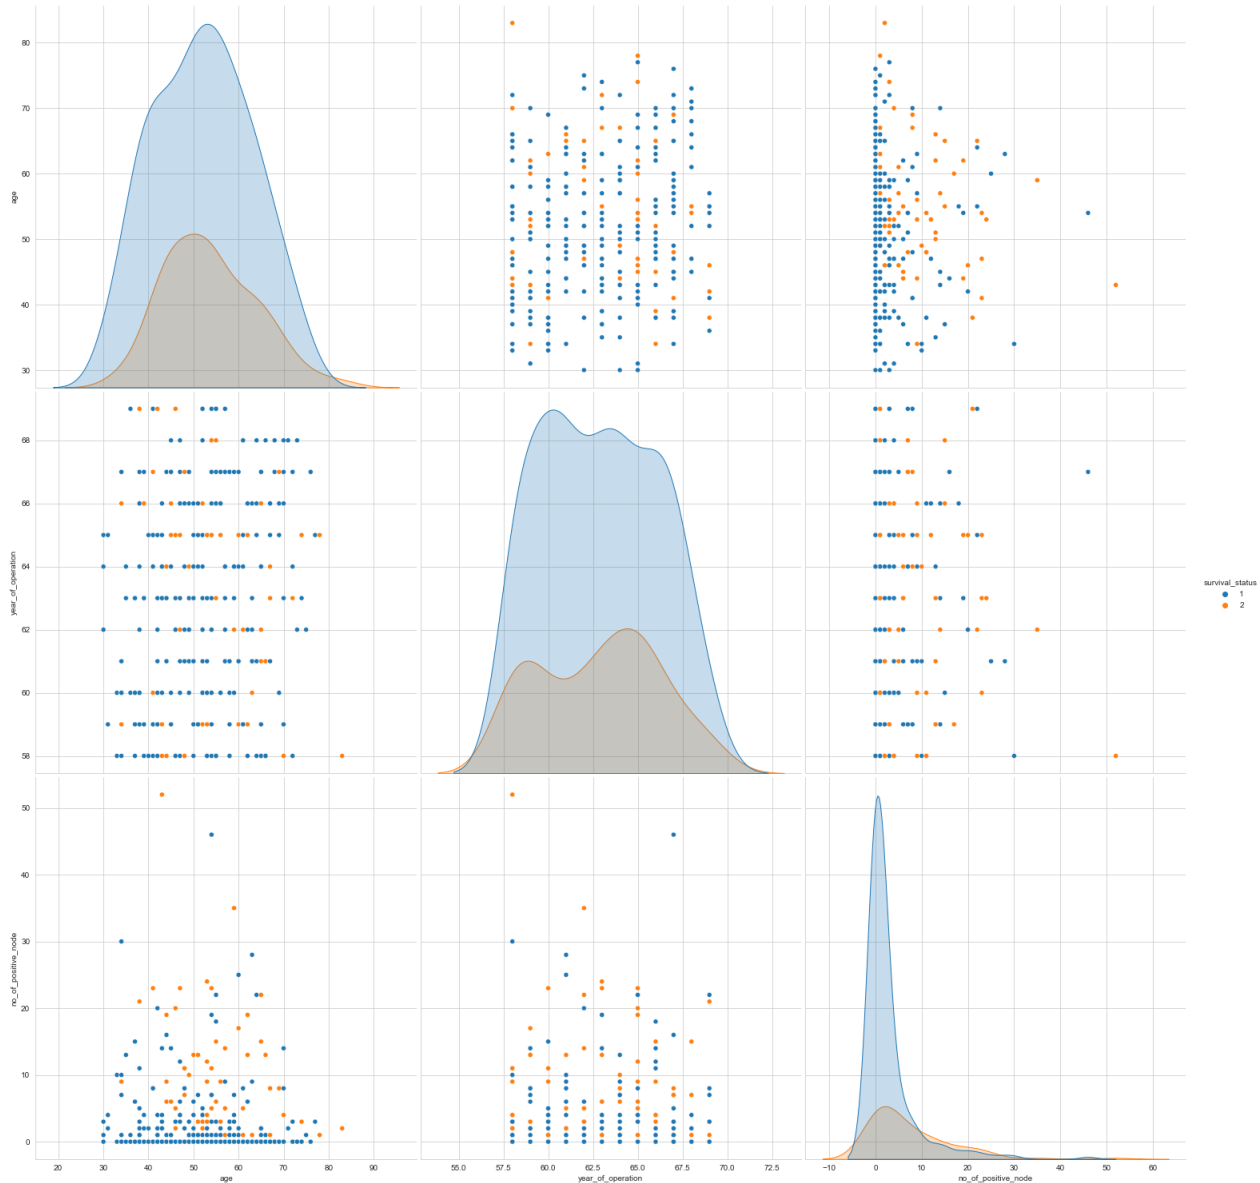 80
70
60
50
40
30
age
68
66
64
62
60
58
year_of_operation
survival_status
1
2
50
40
30
20
10
0
no_of_positive_node
20 30 40 50 60 70 80 90
age
55.0 57.5 60.0 62.5 65.0 67.5 70.0 72.5
year_of_operation
−10 0 10 20 30 40 50 60
no_of_positive_node